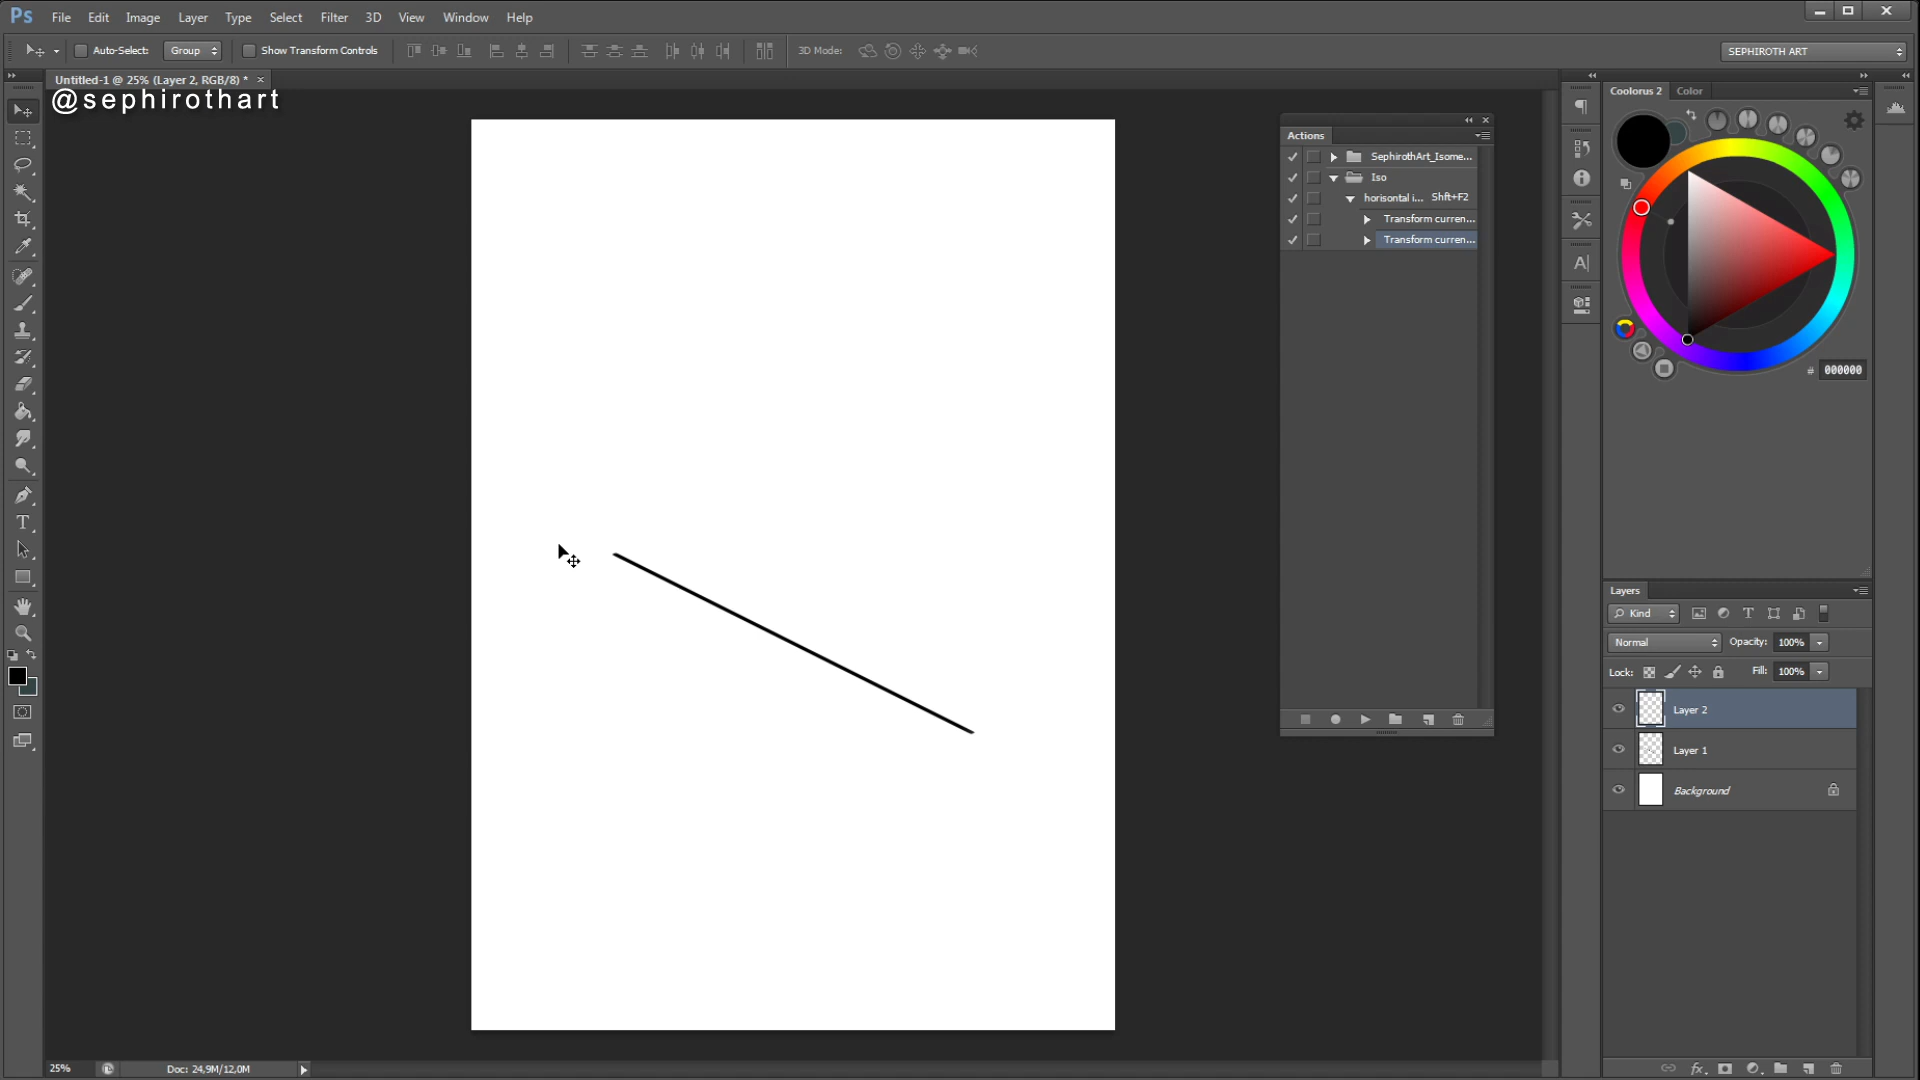 Ps File Edit Image Layer Type Select Filter 3D View Window Help
Auto-Select: Group Show Transform Controls 3D Mode: SEPHIROTH ART
Untitled-1 @ 25% (Layer 2, RGB/8) * ×
@sephirothart
Actions
SephirothArt_Isome...
Iso
horisontal i... Shft+F2
Transform curren...
Transform curren...
Coolorus 2 Color
# 000000
Layers
Kind
Normal Opacity: 100%
Lock: Fill: 100%
Layer 2
Layer 1
Background
25% Doc: 24,9M/12,0M